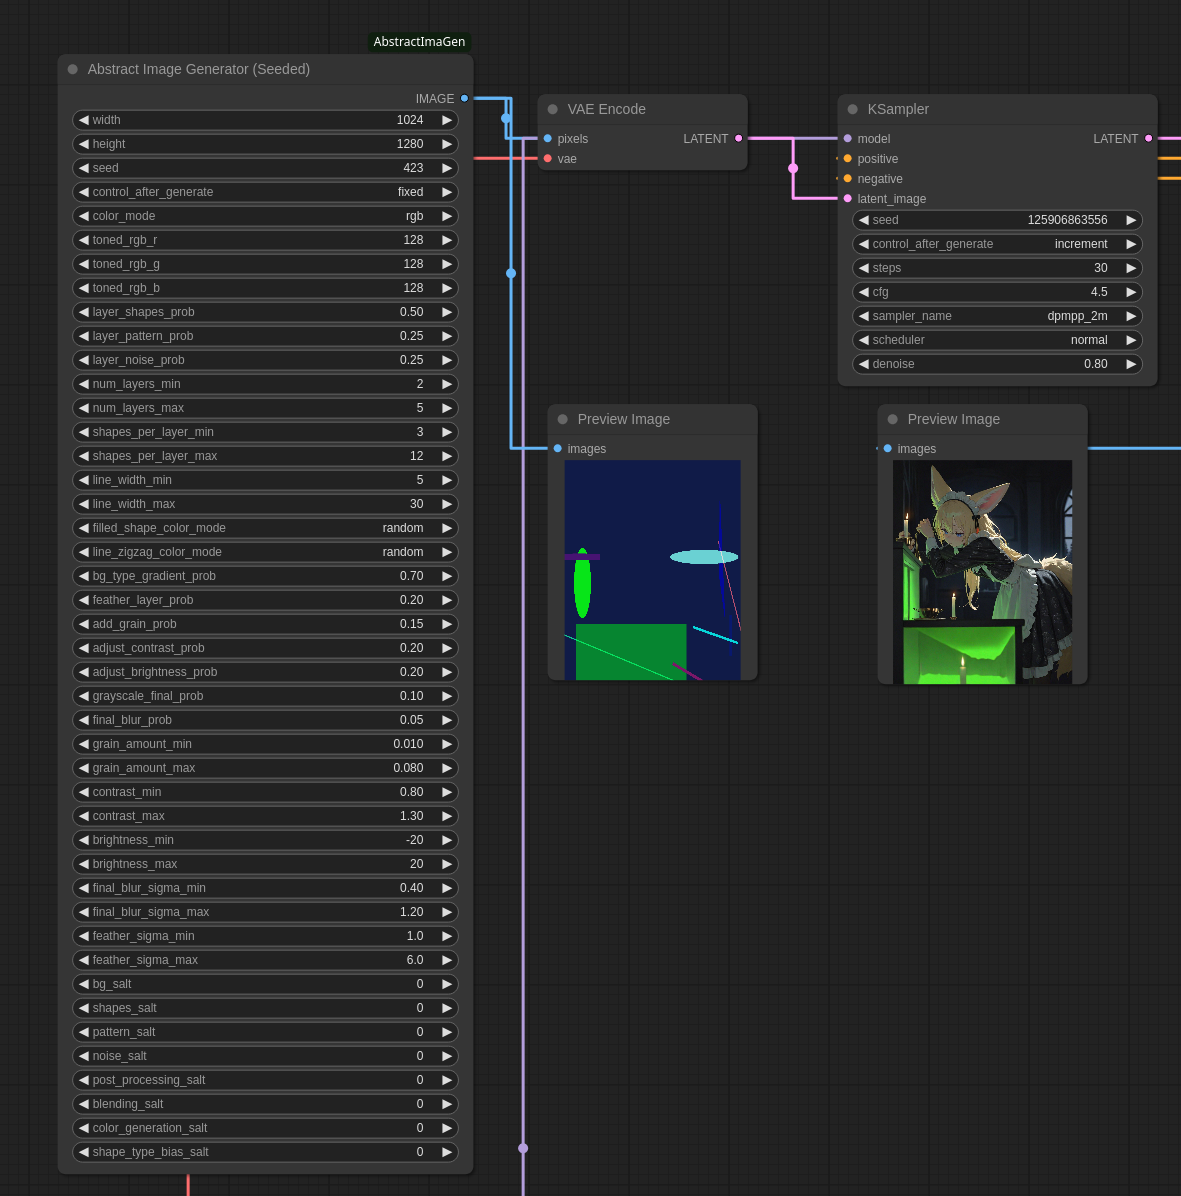 AbstractImaGen
Abstract Image Generator (Seeded)
IMAGE
width 1024
height 1280
seed 423
control_after_generate fixed
color_mode rgb
toned_rgb_r 128
toned_rgb_g 128
toned_rgb_b 128
layer_shapes_prob 0.50
layer_pattern_prob 0.25
layer_noise_prob 0.25
num_layers_min 2
num_layers_max 5
shapes_per_layer_min 3
shapes_per_layer_max 12
line_width_min 5
line_width_max 30
filled_shape_color_mode random
line_zigzag_color_mode random
bg_type_gradient_prob 0.70
feather_layer_prob 0.20
add_grain_prob 0.15
adjust_contrast_prob 0.20
adjust_brightness_prob 0.20
grayscale_final_prob 0.10
final_blur_prob 0.05
grain_amount_min 0.010
grain_amount_max 0.080
contrast_min 0.80
contrast_max 1.30
brightness_min -20
brightness_max 20
final_blur_sigma_min 0.40
final_blur_sigma_max 1.20
feather_sigma_min 1.0
feather_sigma_max 6.0
bg_salt 0
shapes_salt 0
pattern_salt 0
noise_salt 0
post_processing_salt 0
blending_salt 0
color_generation_salt 0
shape_type_bias_salt 0
VAE Encode
pixels LATENT
vae
KSampler
model LATENT
positive
negative
latent_image
seed 125906863556
control_after_generate increment
steps 30
cfg 4.5
sampler_name dpmpp_2m
scheduler normal
denoise 0.80
Preview Image
images
Preview Image
images